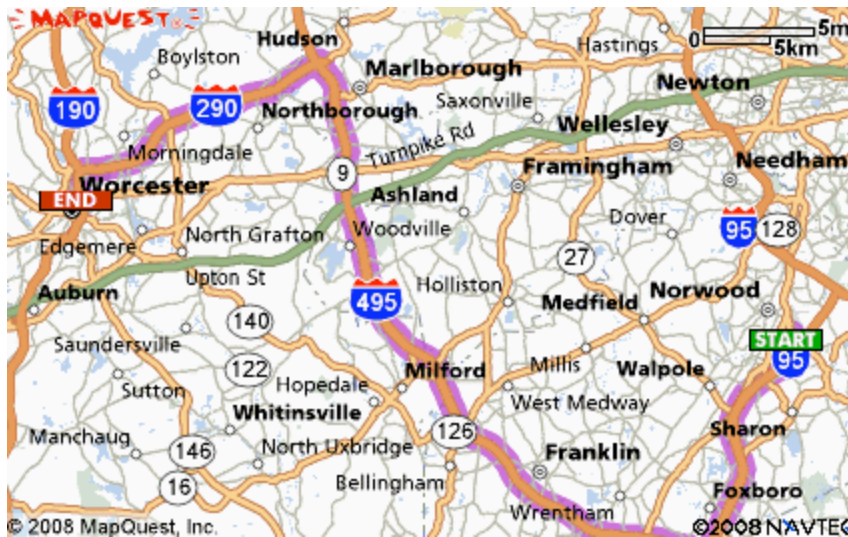 MAPQUEST
Hudson
Hastings
0
5m
5km
Boylston
Marlborough
Newton
190
290
Northborough
Saxonville
Wellesley
Morningdale
Turnpike Rd
9
Framingham
Needham
Worcester
END
Ashland
Edgemere
North Grafton
Woodville
Dover
95
128
27
Upton St
Auburn
495
Holliston
Medfield
Norwood
140
START
95
Saundersville
122
Milford
Millis
Walpole
Sutton
Hopedale
Whitinsville
West Medway
Manchaug
146
126
Sharon
North Uxbridge
Franklin
16
Bellingham
Foxboro
Wrentham
© 2008 MapQuest, Inc.
©2008 NAVTEQ